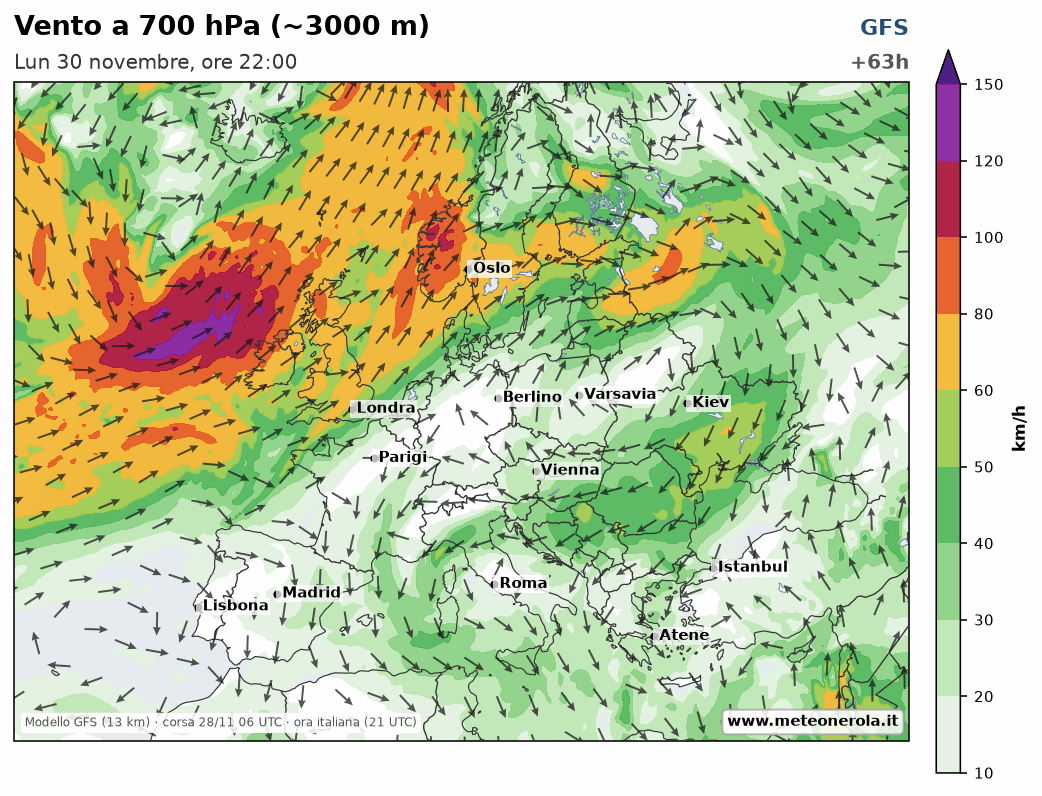 Vento a 700 hPa (~3000 m)
GFS
Lun 30 novembre, ore 22:00
+63h
150
120
100
80
60
50
40
30
20
10
km/h
Oslo
Berlino
Varsavia
Kiev
Londra
Parigi
Vienna
Istanbul
Roma
Madrid
Lisbona
Atene
Modello GFS (13 km) · corsa 28/11 06 UTC · ora italiana (21 UTC)
www.meteonerola.it